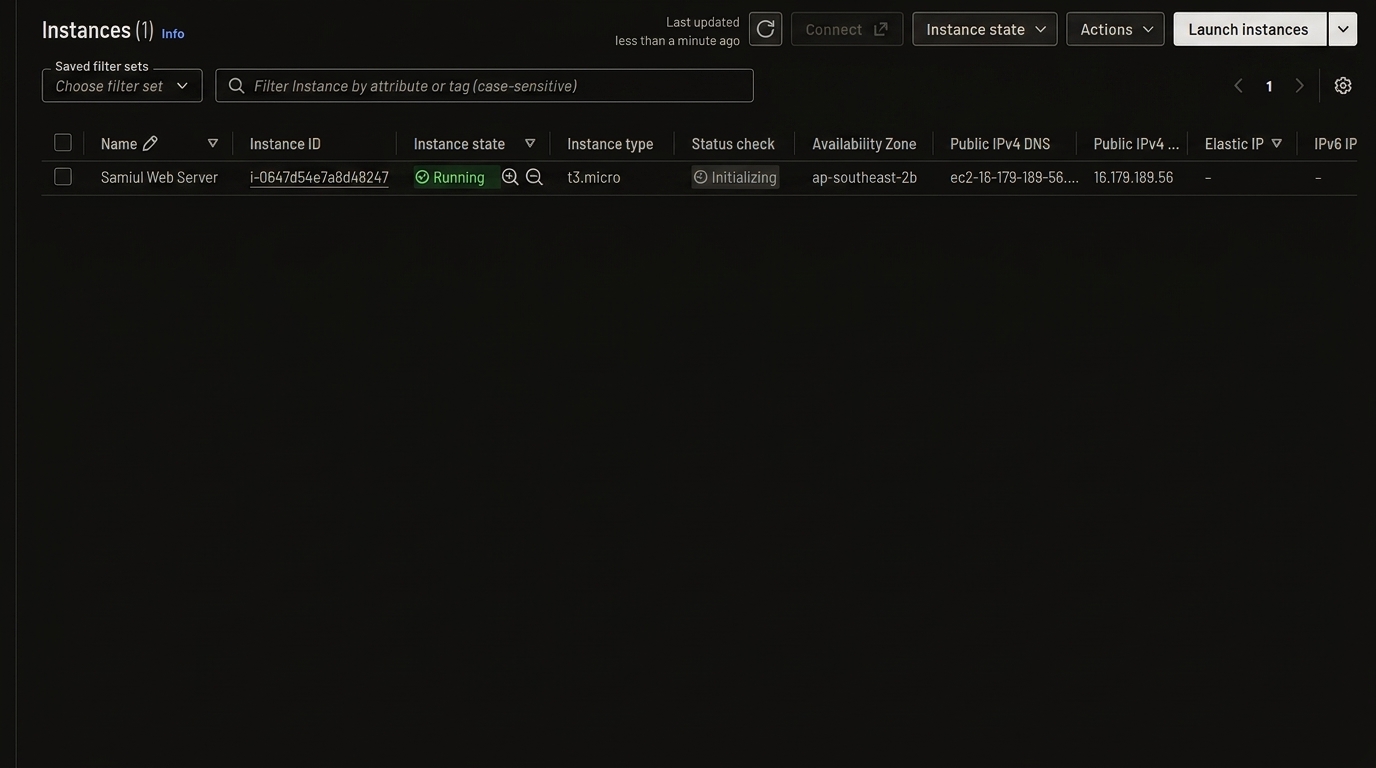 Instances (1) Info
Last updated
less than a minute ago
Connect
Instance state
Actions
Launch instances
Saved filter sets
Choose filter set
Filter Instance by attribute or tag (case-sensitive)
1
Name Instance ID Instance state Instance type Status check Availability Zone Public IPv4 DNS Public IPv4 ... Elastic IP IPv6 IP
Samiul Web Server i-0647d54e7a8d48247 Running t3.micro Initializing ap-southeast-2b ec2-16-179-189-56.... 16.179.189.56 – –